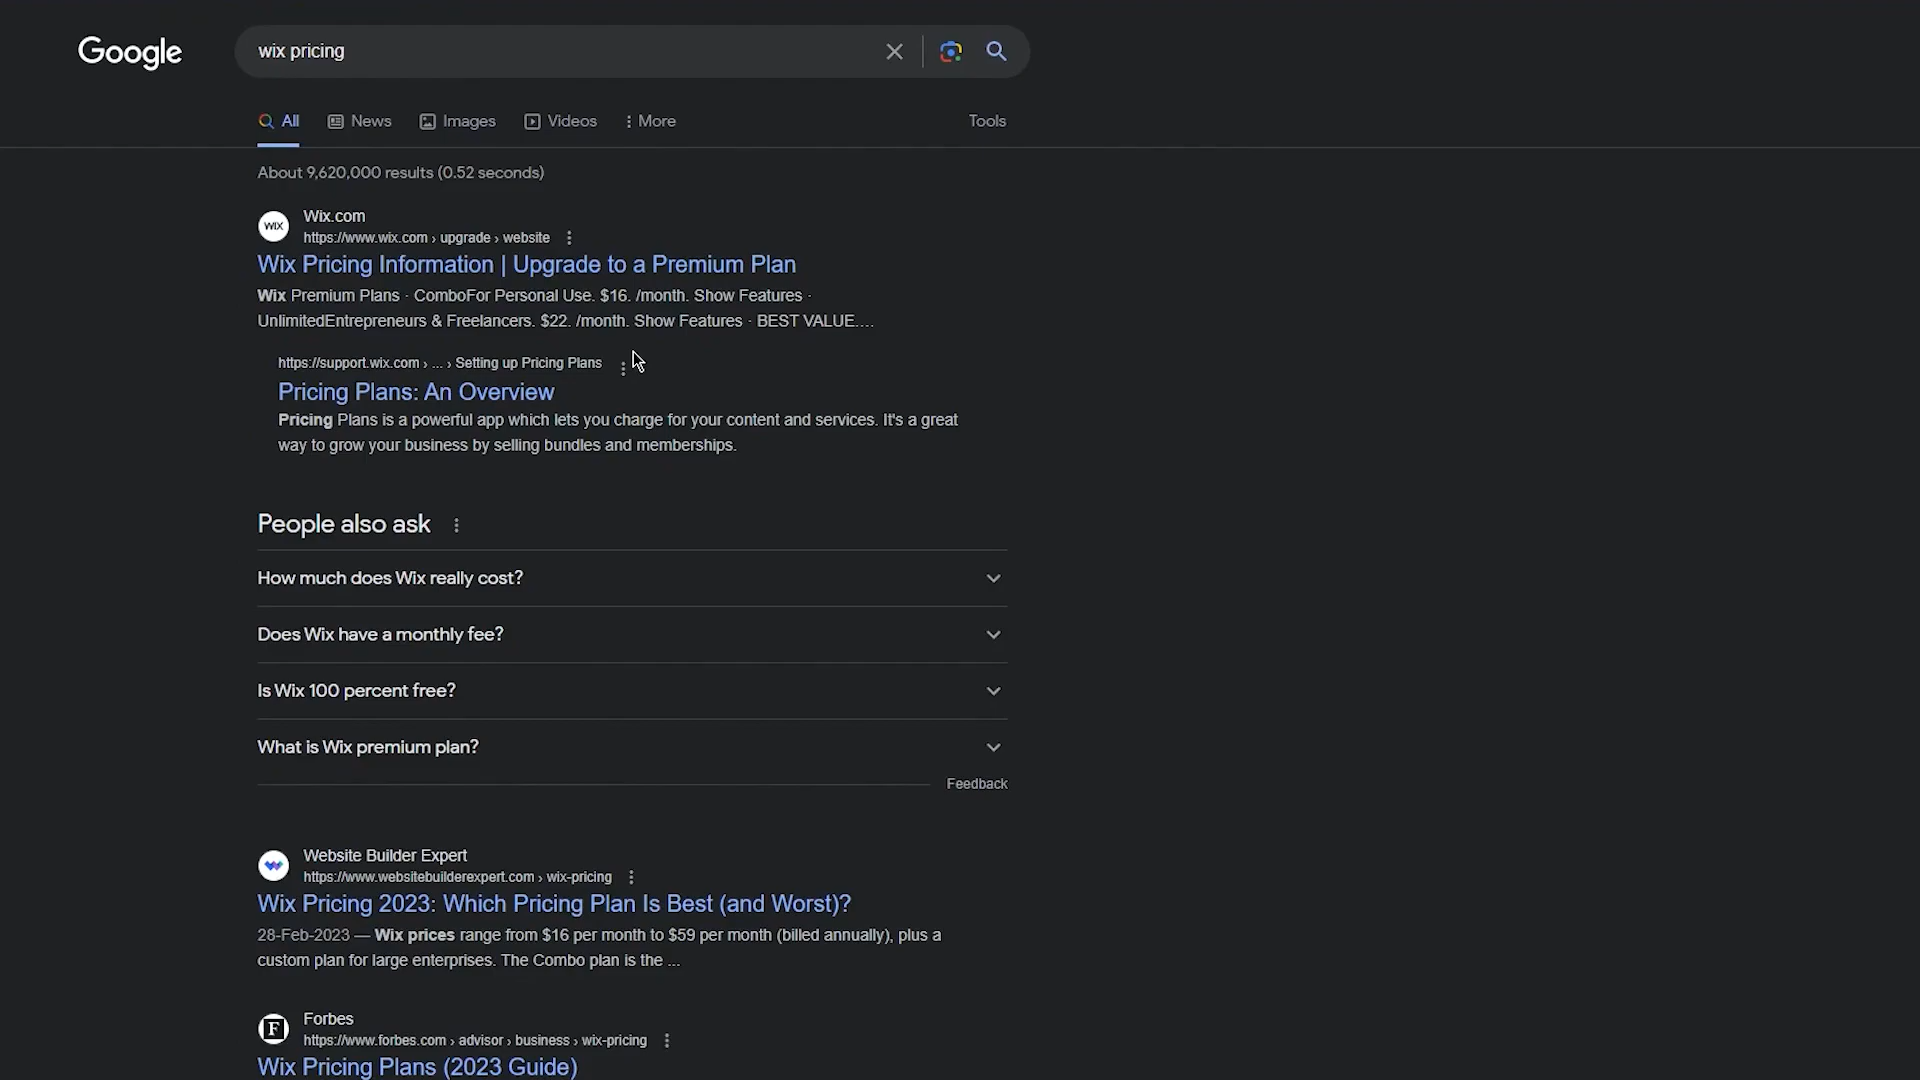 Google
wix pricing
All
News
Images
Videos
More
Tools
About 9,620,000 results (0.52 seconds)
WIX
Wix.com
https://www.wix.com › upgrade › website
Wix Pricing Information | Upgrade to a Premium Plan
Wix Premium Plans · ComboFor Personal Use. $16. /month. Show Features ·
UnlimitedEntrepreneurs & Freelancers. $22. /month. Show Features · BEST VALUE....
https://support.wix.com › ... › Setting up Pricing Plans
Pricing Plans: An Overview
Pricing Plans is a powerful app which lets you charge for your content and services. It's a great
way to grow your business by selling bundles and memberships.
People also ask
How much does Wix really cost?
Does Wix have a monthly fee?
Is Wix 100 percent free?
What is Wix premium plan?
Feedback
Website Builder Expert
https://www.websitebuilderexpert.com › wix-pricing
Wix Pricing 2023: Which Pricing Plan Is Best (and Worst)?
28-Feb-2023 — Wix prices range from $16 per month to $59 per month (billed annually), plus a
custom plan for large enterprises. The Combo plan is the ...
F
Forbes
https://www.forbes.com › advisor › business › wix-pricing
Wix Pricing Plans (2023 Guide)